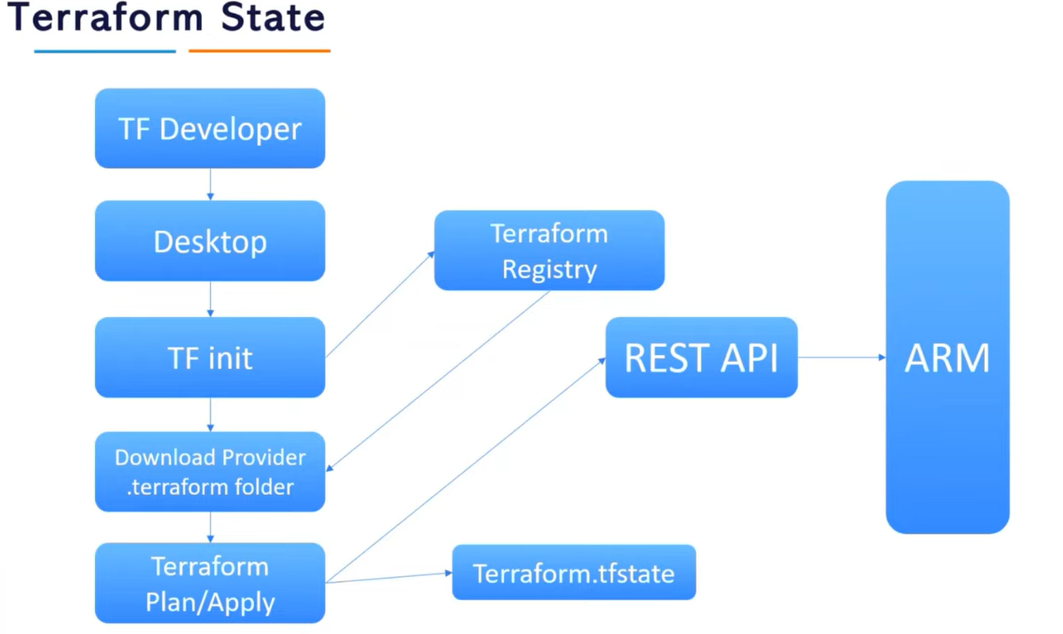 Terraform State
TF Developer
Desktop
TF init
Download Provider
.terraform folder
Terraform
Plan/Apply
Terraform
Registry
REST API
Terraform.tfstate
ARM